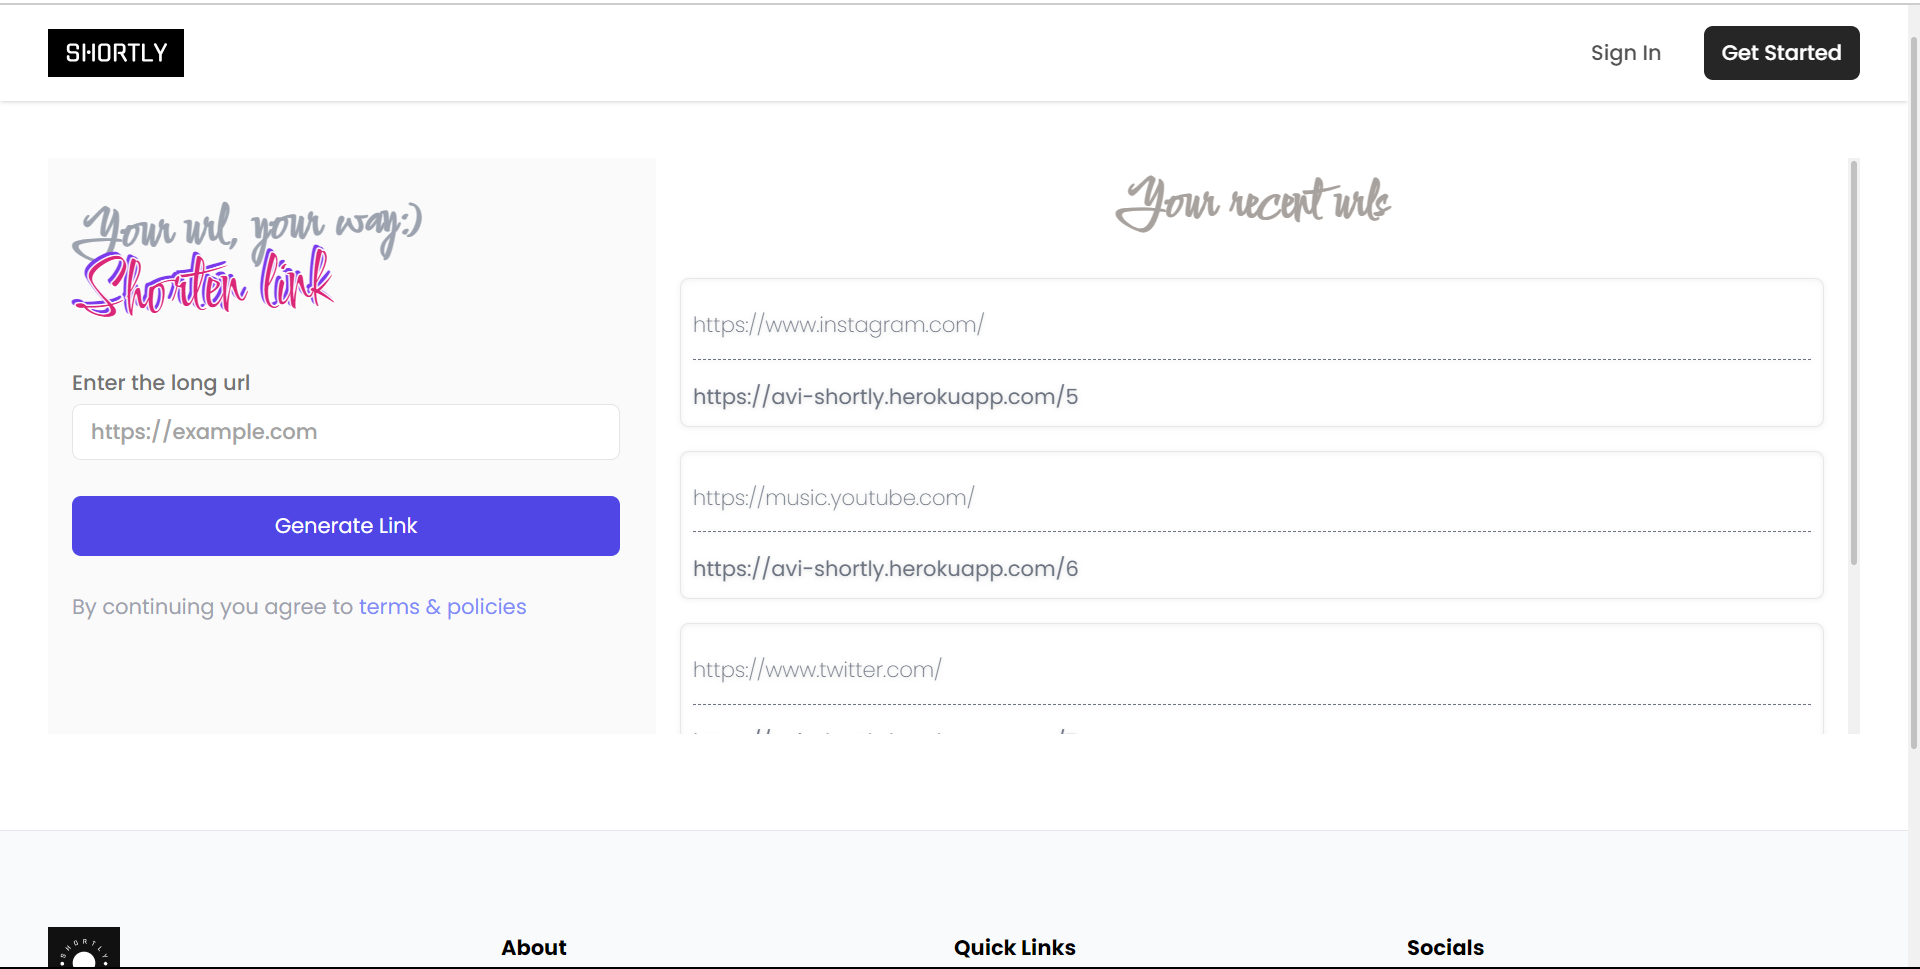 SHORTLY
Sign In
Get Started
Your url, your way:)
Shorten link
Enter the long url
https://example.com
Generate Link
By continuing you agree to terms & policies
Your recent urls
https://www.instagram.com/
https://avi-shortly.herokuapp.com/5
https://music.youtube.com/
https://avi-shortly.herokuapp.com/6
https://www.twitter.com/
SHORTLY
About
Quick Links
Socials